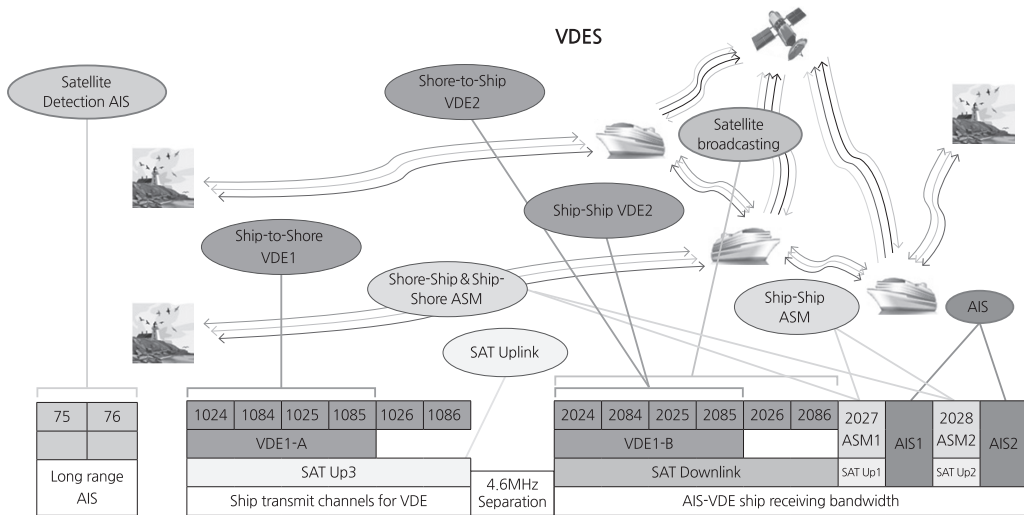 VDES
Satellite
Detection AIS
Shore-to-Ship
VDE2
Satellite
broadcasting
Ship-Ship VDE2
Ship-to-Shore
VDE1
Shore-Ship & Ship-
Shore ASM
Ship-Ship
ASM
AIS
SAT Uplink
75 76
Long range
AIS
1024 1084 1025 1085 1026 1086
VDE1-A
SAT Up3
Ship transmit channels for VDE
4.6MHz
Separation
2024 2084 2025 2085 2026 2086
VDE1-B
SAT Downlink
2027
ASM1
SAT Up1
AIS1
2028
ASM2
SAT Up2
AIS2
AIS-VDE ship receiving bandwidth